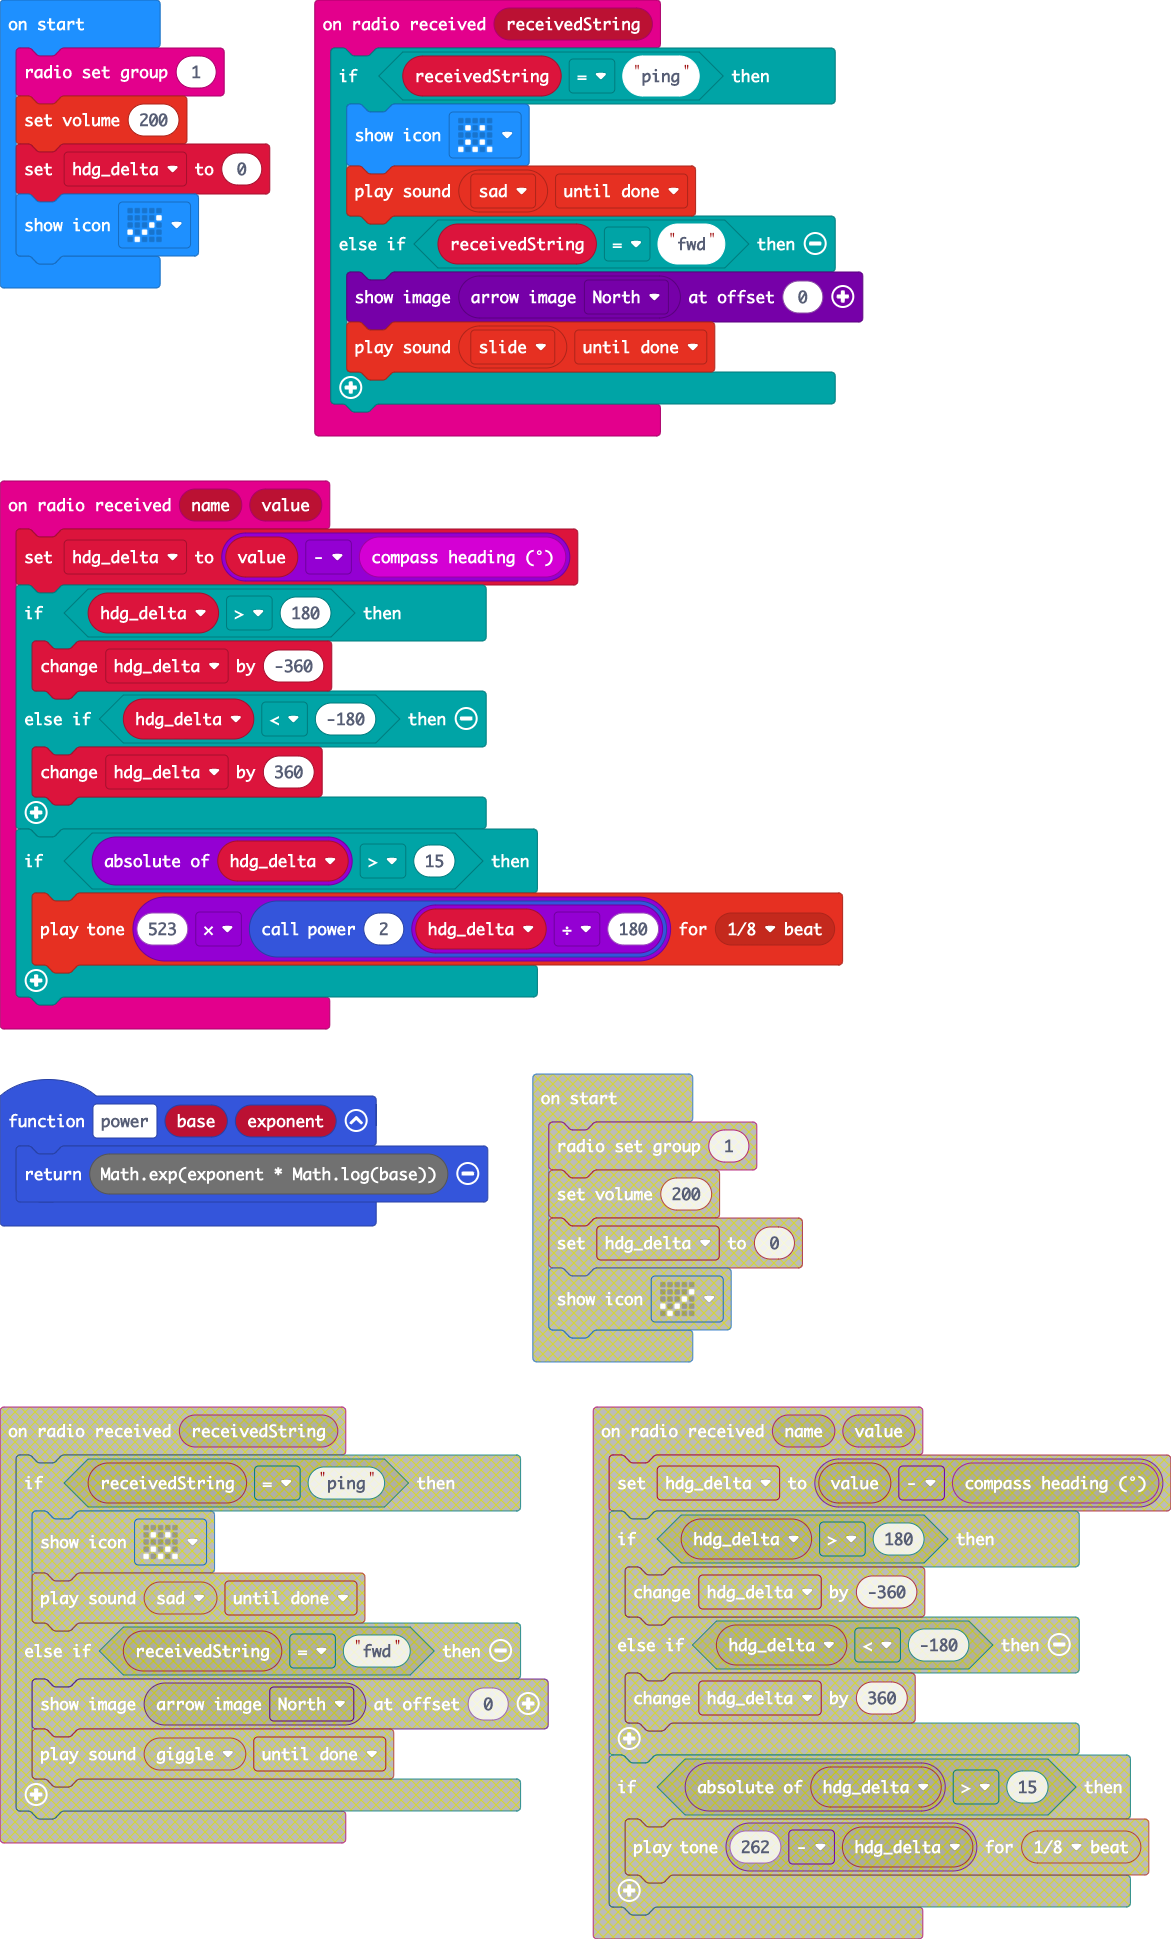 on start
radio set group 1
set volume 200
set hdg_delta to 0
show icon
on radio received receivedString
if receivedString = "ping" then
show icon
play sound sad until done
else if receivedString = "fwd" then
show image arrow image North at offset 0
play sound slide until done
on radio received name value
set hdg_delta to value - compass heading (°)
if hdg_delta > 180 then
change hdg_delta by -360
else if hdg_delta < -180 then
change hdg_delta by 360
if absolute of hdg_delta > 15 then
play tone 523 × call power 2 hdg_delta ÷ 180 for 1/8 beat
function power base exponent
return Math.exp(exponent * Math.log(base))
on start
radio set group 1
set volume 200
set hdg_delta to 0
show icon
on radio received receivedString
if receivedString = "ping" then
show icon
play sound sad until done
else if receivedString = "fwd" then
show image arrow image North at offset 0
play sound giggle until done
on radio received name value
set hdg_delta to value - compass heading (°)
if hdg_delta > 180 then
change hdg_delta by -360
else if hdg_delta < -180 then
change hdg_delta by 360
if absolute of hdg_delta > 15 then
play tone 262 - hdg_delta for 1/8 beat